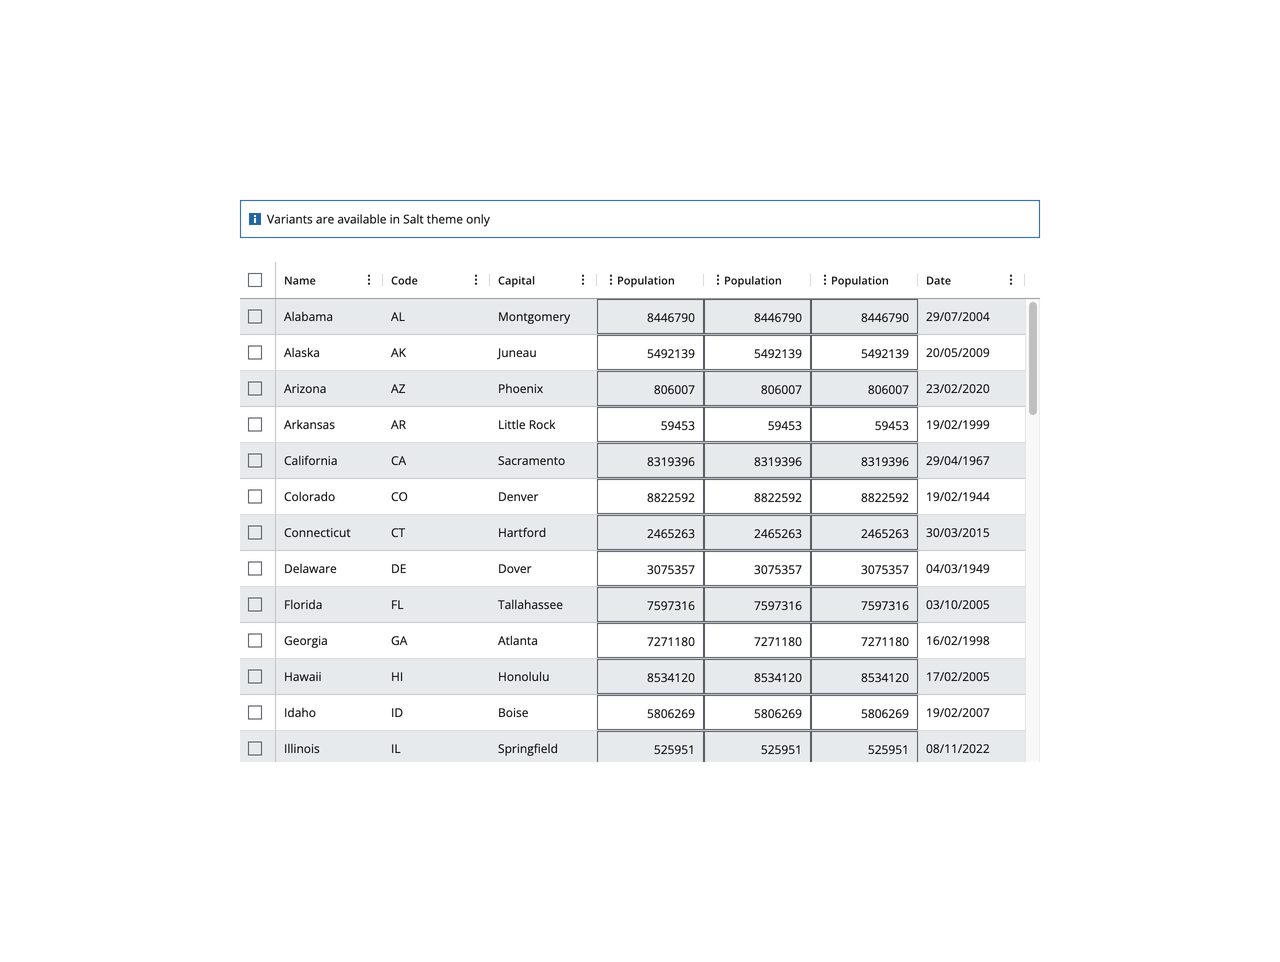 Variants are available in Salt theme only
Name Code Capital Population Population Population Date
Alabama AL Montgomery 8446790 8446790 8446790 29/07/2004
Alaska AK Juneau 5492139 5492139 5492139 20/05/2009
Arizona AZ Phoenix 806007 806007 806007 23/02/2020
Arkansas AR Little Rock 59453 59453 59453 19/02/1999
California CA Sacramento 8319396 8319396 8319396 29/04/1967
Colorado CO Denver 8822592 8822592 8822592 19/02/1944
Connecticut CT Hartford 2465263 2465263 2465263 30/03/2015
Delaware DE Dover 3075357 3075357 3075357 04/03/1949
Florida FL Tallahassee 7597316 7597316 7597316 03/10/2005
Georgia GA Atlanta 7271180 7271180 7271180 16/02/1998
Hawaii HI Honolulu 8534120 8534120 8534120 17/02/2005
Idaho ID Boise 5806269 5806269 5806269 19/02/2007
Illinois IL Springfield 525951 525951 525951 08/11/2022